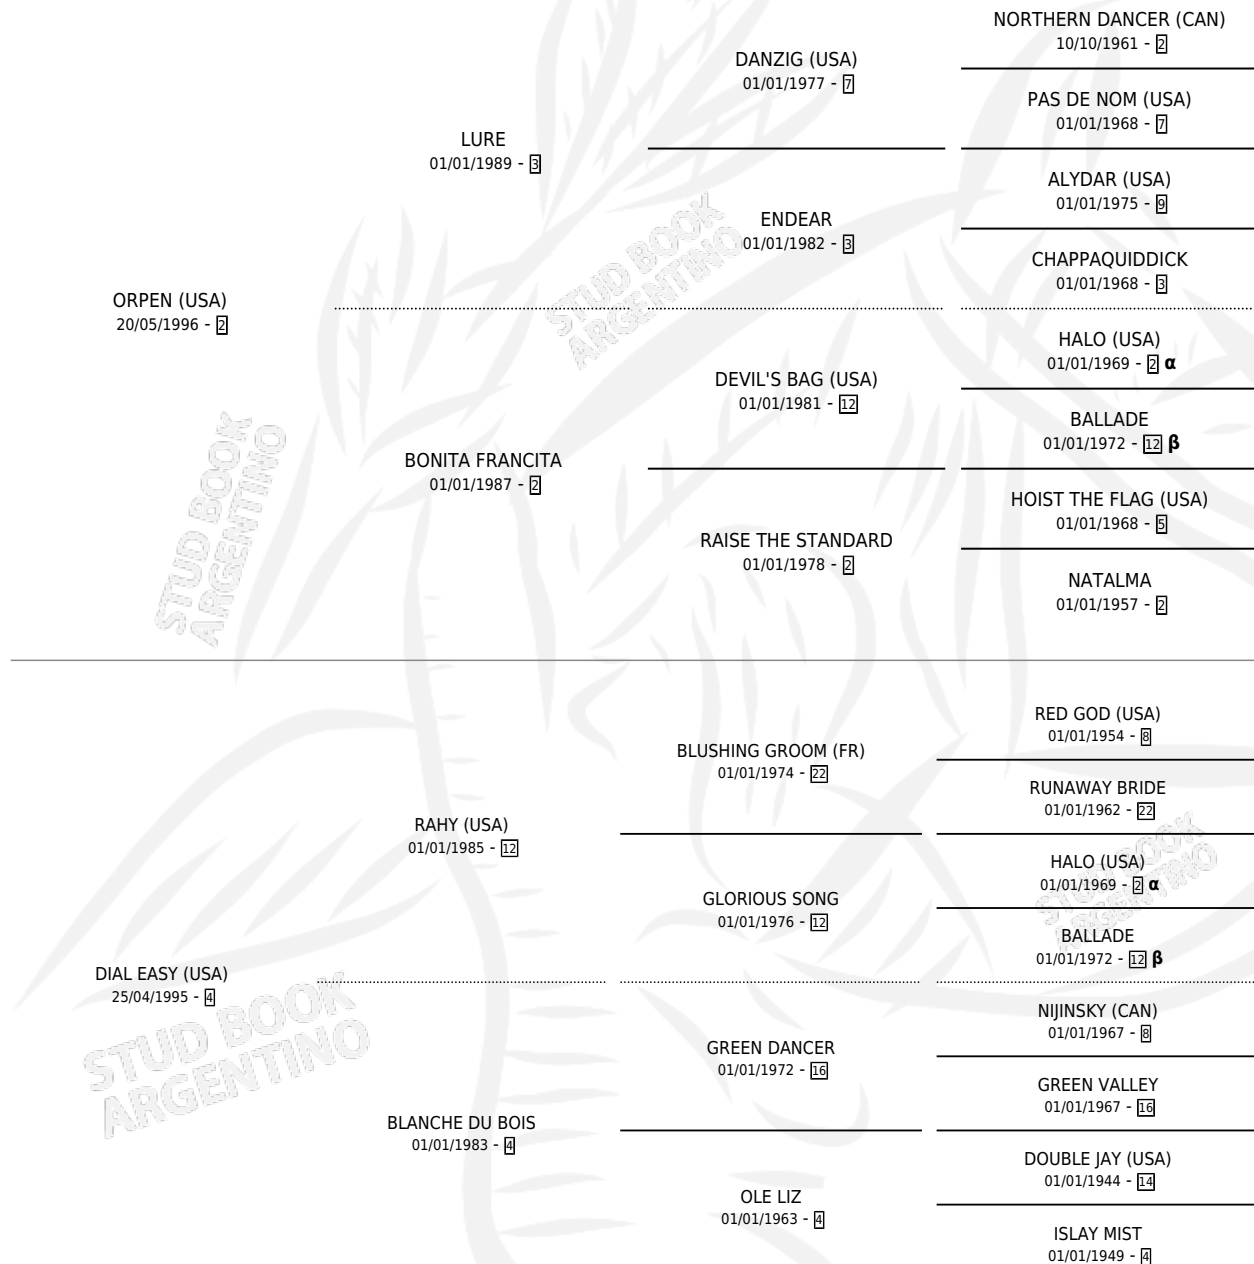 NORTHERN DANCER (CAN)
10/10/1961 - 2
DANZIG (USA)
01/01/1977 - 7
PAS DE NOM (USA)
01/01/1968 - 7
LURE
01/01/1989 - 3
ALYDAR (USA)
01/01/1975 - 9
ENDEAR
01/01/1982 - 3
CHAPPAQUIDDICK
01/01/1968 - 3
ORPEN (USA)
20/05/1996 - 2
HALO (USA)
01/01/1969 - 2 α
DEVIL'S BAG (USA)
01/01/1981 - 12
BALLADE
01/01/1972 - 12 β
BONITA FRANCITA
01/01/1987 - 2
HOIST THE FLAG (USA)
01/01/1968 - 5
RAISE THE STANDARD
01/01/1978 - 2
NATALMA
01/01/1957 - 2
RED GOD (USA)
01/01/1954 - 8
BLUSHING GROOM (FR)
01/01/1974 - 22
RUNAWAY BRIDE
01/01/1962 - 22
RAHY (USA)
01/01/1985 - 12
HALO (USA)
01/01/1969 - 2 α
GLORIOUS SONG
01/01/1976 - 12
BALLADE
01/01/1972 - 12 β
DIAL EASY (USA)
25/04/1995 - 4
NIJINSKY (CAN)
01/01/1967 - 8
GREEN DANCER
01/01/1972 - 16
GREEN VALLEY
01/01/1967 - 16
BLANCHE DU BOIS
01/01/1983 - 4
DOUBLE JAY (USA)
01/01/1944 - 14
OLE LIZ
01/01/1963 - 4
ISLAY MIST
01/01/1949 - 4
STUD BOOK
ARGENTINO
STUD BOOK
ARGENTINO
STUD BOOK
ARGENTINO
STUD BOOK
ARGENTINO